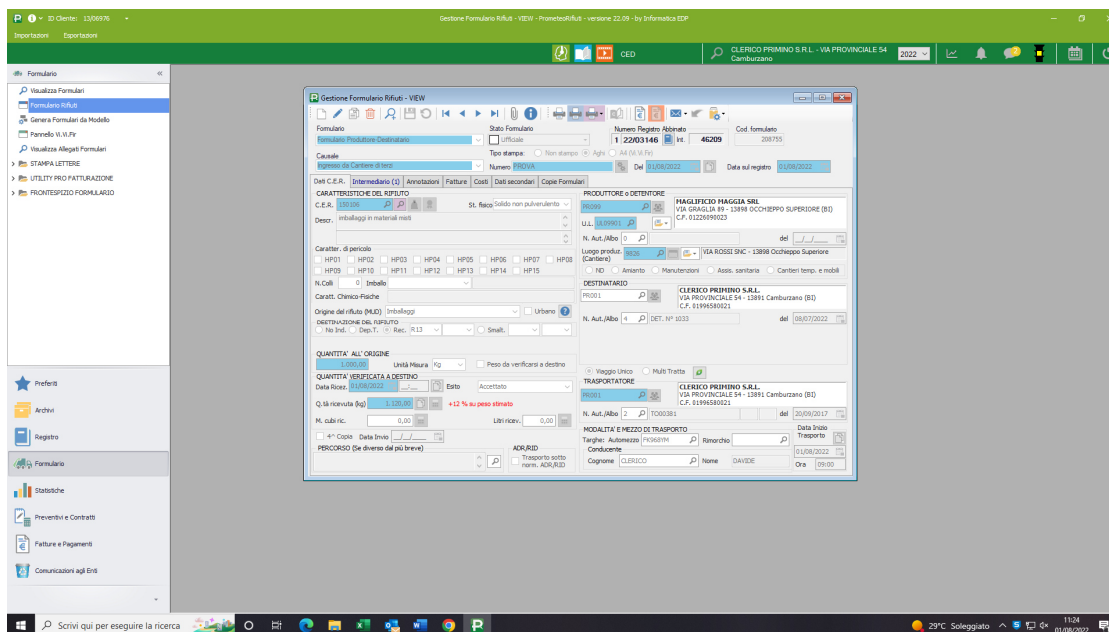 ID Cliente: 13/06976
Gestione Formulario Rifiuti - VIEW - PrometeoRifiuti - versione 22.09 - by Informatica EDP
Importazioni Esportazioni
CED
CLERICO PRIMINO S.R.L. - VIA PROVINCIALE 54
Camburzano
2022
Formulario
Visualizza Formulari
Formulario Rifiuti
Genera Formulari da Modello
Pannello Vi.Vi.Fir
Visualizza Allegati Formulari
STAMPA LETTERE
UTILITY PRO FATTURAZIONE
FRONTESPIZIO FORMULARIO
Preferiti
Archivi
Registro
Formulario
Statistiche
Preventivi e Contratti
Fatture e Pagamenti
Comunicazioni agli Enti
Gestione Formulario Rifiuti - VIEW
Formulario Stato Formulario Numero Registro Abbinato Cod. formulario
Formulario Produttore-Destinatario Ufficiale 1 22/03146 Int. 46209 208755
Causale Tipo stampa: Non stampo Aghi A4 (Vi.Vi.Fir)
Ingresso da Cantiere di terzi Numero PROVA Del 01/08/2022 Data sul registro 01/08/2022
Dati C.E.R. Intermediario (1) Annotazioni Fatture Costi Dati secondari Copie Formulari
CARATTERISTICHE DEL RIFIUTO
C.E.R. 150106 St. fisico Solido non pulverulento
Descr. imballaggi in materiali misti
Caratter. di pericolo
HP01 HP02 HP03 HP04 HP05 HP06 HP07 HP08
HP09 HP10 HP11 HP12 HP13 HP14 HP15
N.Colli 0 Imballo
Caratt. Chimico-Fisiche
Origine del rifiuto (MUD) Imballaggi Urbano
DESTINAZIONE DEL RIFIUTO
No Ind. Dep.T. Rec. R13 Smalt.
QUANTITA' ALL' ORIGINE
1.000,00 Unità Misura Kg Peso da verificarsi a destino
QUANTITA' VERIFICATA A DESTINO
Data Ricez. 01/08/2022 __:__ Esito Accettato
Q.tà ricevuta (kg) 1.120,00 +12 % su peso stimato
M. cubi ric. 0,00 Litri ricev. 0,00
4^ Copia Data Invio __/__/____
PERCORSO (Se diverso dal più breve) ADR/RID
Trasporto sotto
norm. ADR/RID
PRODUTTORE o DETENTORE
PR099 MAGLIFICIO MAGGIA SRL
VIA GRAGLIA 89 - 13898 OCCHIEPPO SUPERIORE (BI)
C.F. 01226090023
U.L. UL09901
N. Aut./Albo 0 del __/__/____
Luogo produz. 9826 VIA ROSSI SNC - 13898 Occhieppo Superiore
(Cantiere)
NO Amianto Manutenzioni Assis. sanitaria Cantieri temp. e mobili
DESTINATARIO
PR001 CLERICO PRIMINO S.R.L.
VIA PROVINCIALE 54 - 13891 Camburzano (BI)
C.F. 01996580021
N. Aut./Albo 4 DET. N° 1033 del 08/07/2022
Viaggio Unico Multi Tratta
TRASPORTATORE
PR001 CLERICO PRIMINO S.R.L.
VIA PROVINCIALE 54 - 13891 Camburzano (BI)
C.F. 01996580021
N. Aut./Albo 2 TO00381 del 20/09/2017
MODALITA' E MEZZO DI TRASPORTO Data Inizio
Trasporto
Targhe: Automezzo FK968YM Rimorchio
Conducente 01/08/2022
Cognome CLERICO Nome DAVIDE Ora 09:00
Scrivi qui per eseguire la ricerca
29°C Soleggiato
11:24
01/08/2022